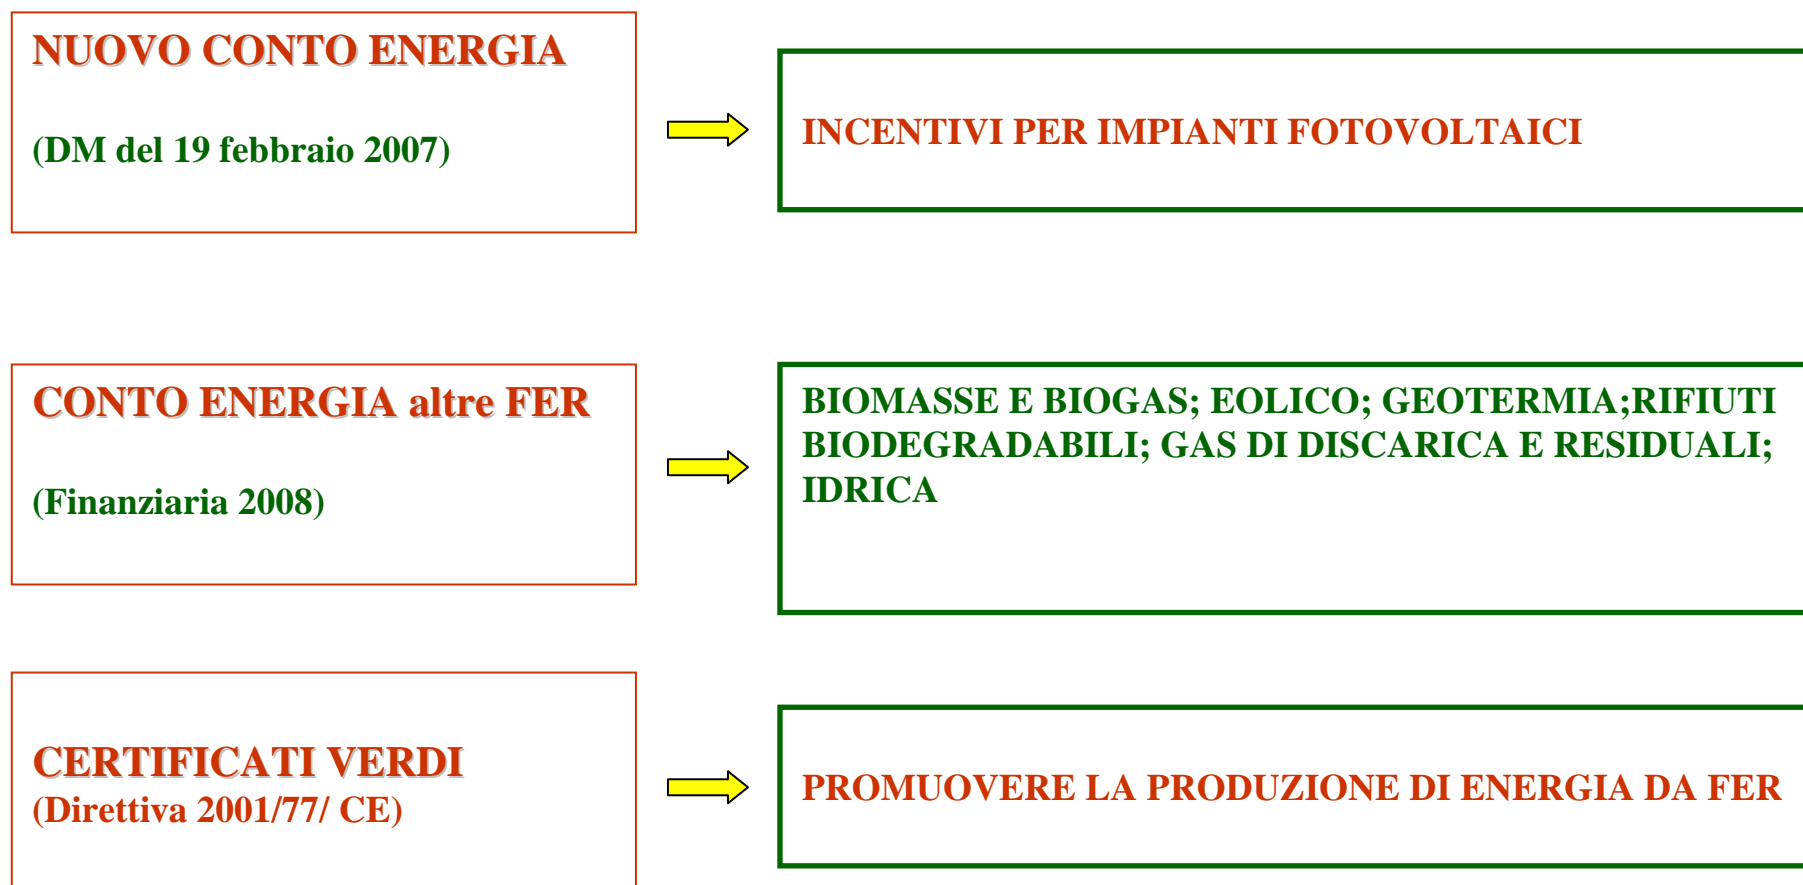 NUOVO CONTO ENERGIA
(DM del 19 febbraio 2007)
INCENTIVI PER IMPIANTI FOTOVOLTAICI
CONTO ENERGIA altre FER
(Finanziaria 2008)
BIOMASSE E BIOGAS; EOLICO; GEOTERMIA;RIFIUTI
BIODEGRADABILI; GAS DI DISCARICA E RESIDUALI;
IDRICA
CERTIFICATI VERDI
(Direttiva 2001/77/ CE)
PROMUOVERE LA PRODUZIONE DI ENERGIA DA FER